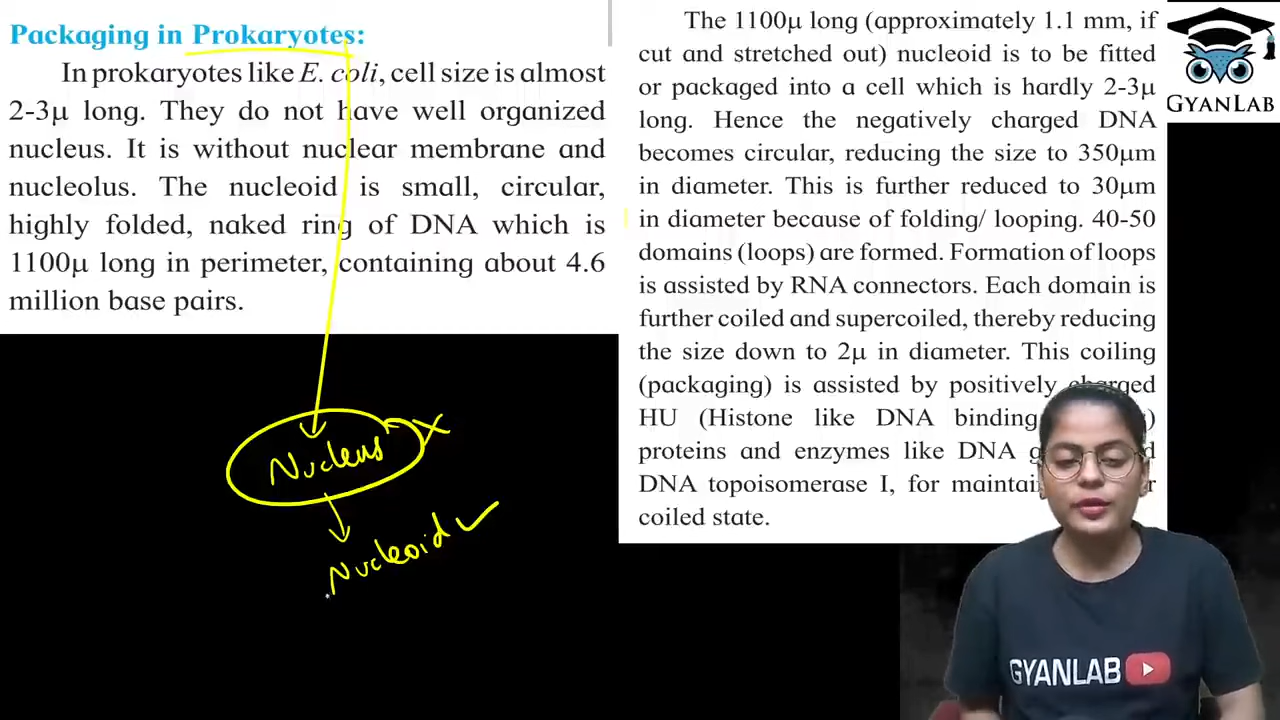 Packaging in Prokaryotes:
In prokaryotes like E. coli, cell size is almost
2-3μ long. They do not have well organized
nucleus. It is without nuclear membrane and
nucleolus. The nucleoid is small, circular,
highly folded, naked ring of DNA which is
1100μ long in perimeter, containing about 4.6
million base pairs.
Nucleus x
Nucleoid ✓
The 1100μ long (approximately 1.1 mm, if
cut and stretched out) nucleoid is to be fitted
or packaged into a cell which is hardly 2-3μ
long. Hence the negatively charged DNA
becomes circular, reducing the size to 350μm
in diameter. This is further reduced to 30μm
in diameter because of folding/ looping. 40-50
domains (loops) are formed. Formation of loops
is assisted by RNA connectors. Each domain is
further coiled and supercoiled, thereby reducing
the size down to 2μ in diameter. This coiling
(packaging) is assisted by positively charged
HU (Histone like DNA binding
proteins and enzymes like DNA
DNA topoisomerase I, for
coiled state.
GYANLAB
GYANLAB